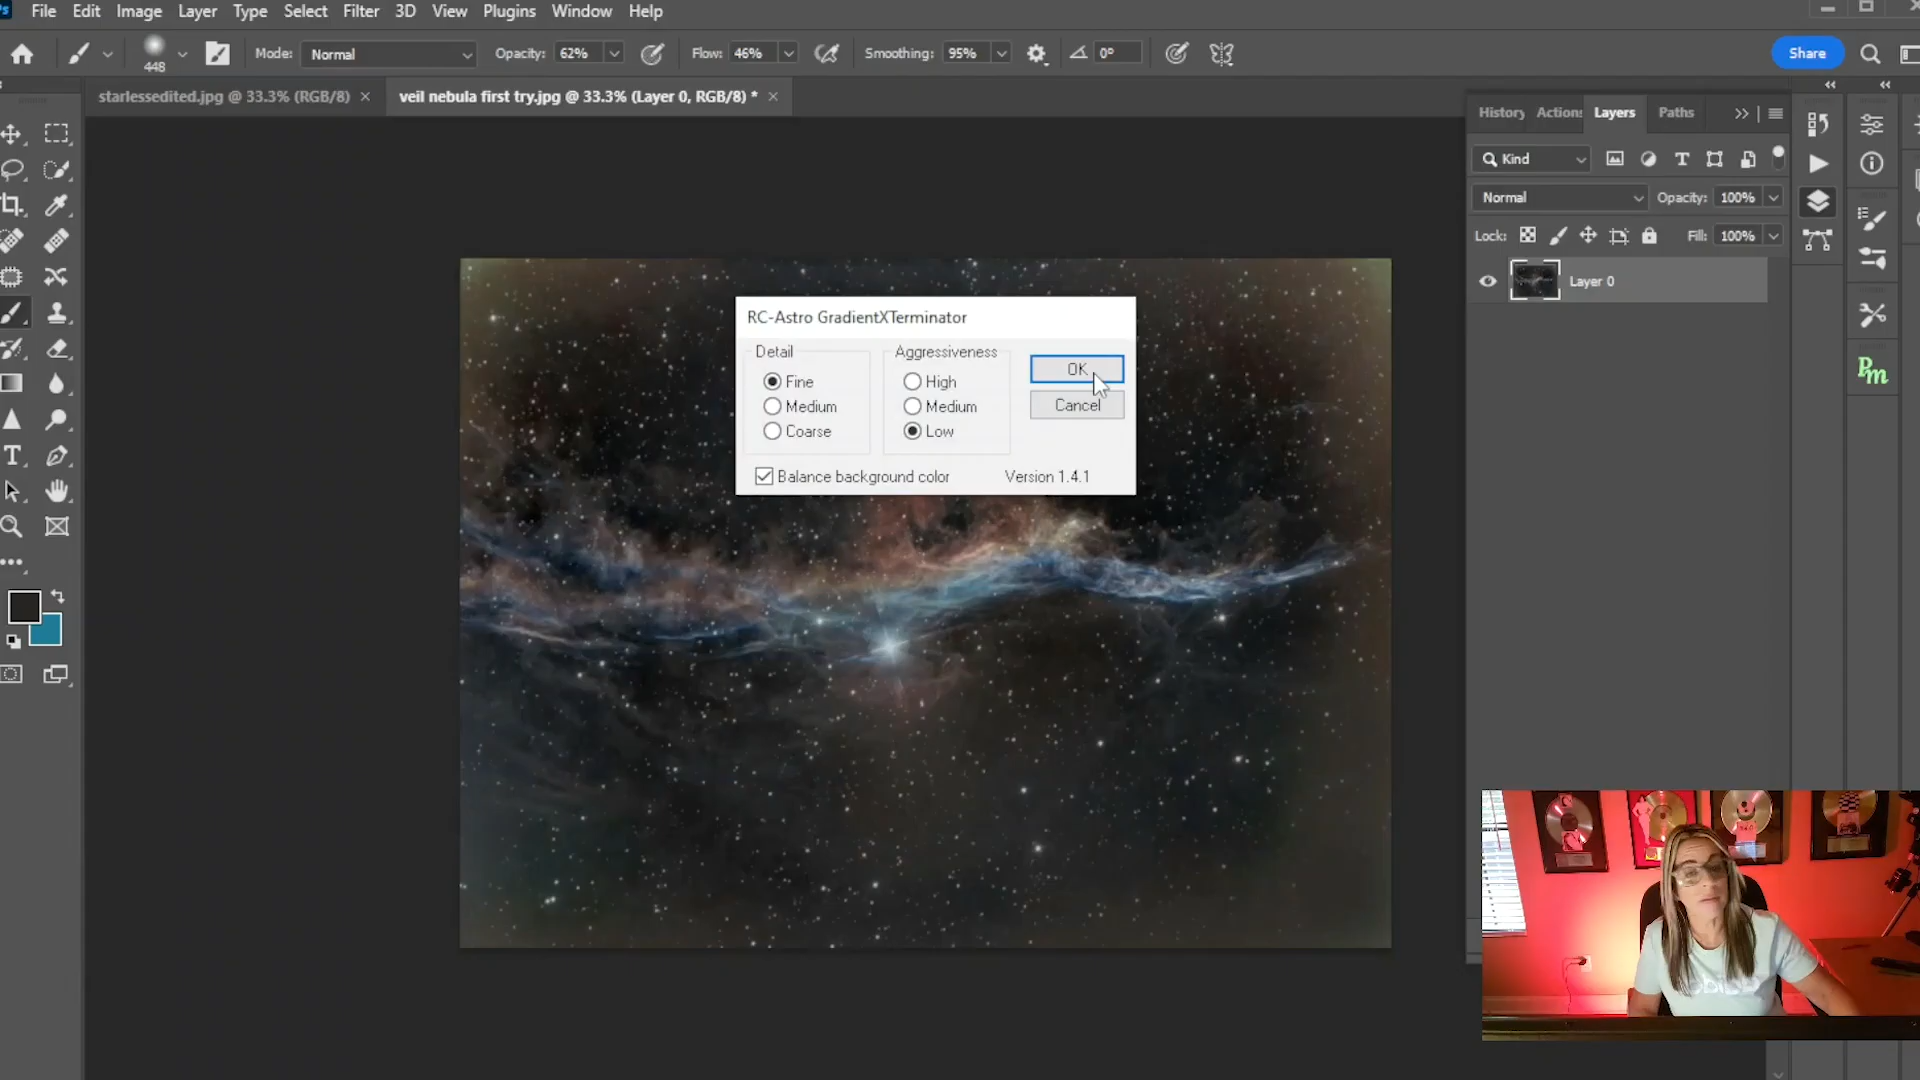 File Edit Image Layer Type Select Filter 3D View Plugins Window Help
448 Mode: Normal Opacity: 62% Flow: 46% Smoothing: 95% 0° Share
starlessedited.jpg @ 33.3% (RGB/8) × veil nebula first try.jpg @ 33.3% (Layer 0, RGB/8) * ×
History Actions Layers Paths
Kind
Normal Opacity: 100%
Lock: Fill: 100%
Layer 0
RC-Astro GradientXTerminator
Detail Aggressiveness
OK
Fine High
Medium Medium
Cancel
Coarse Low
Balance background color Version 1.4.1
Pm